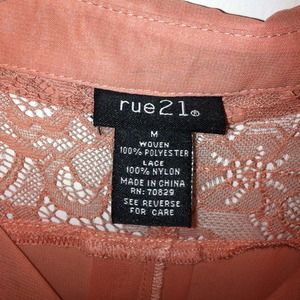 rue21®
M
WOVEN
100% POLYESTER
LACE
100% NYLON
MADE IN CHINA
RN: 70829
SEE REVERSE
FOR CARE